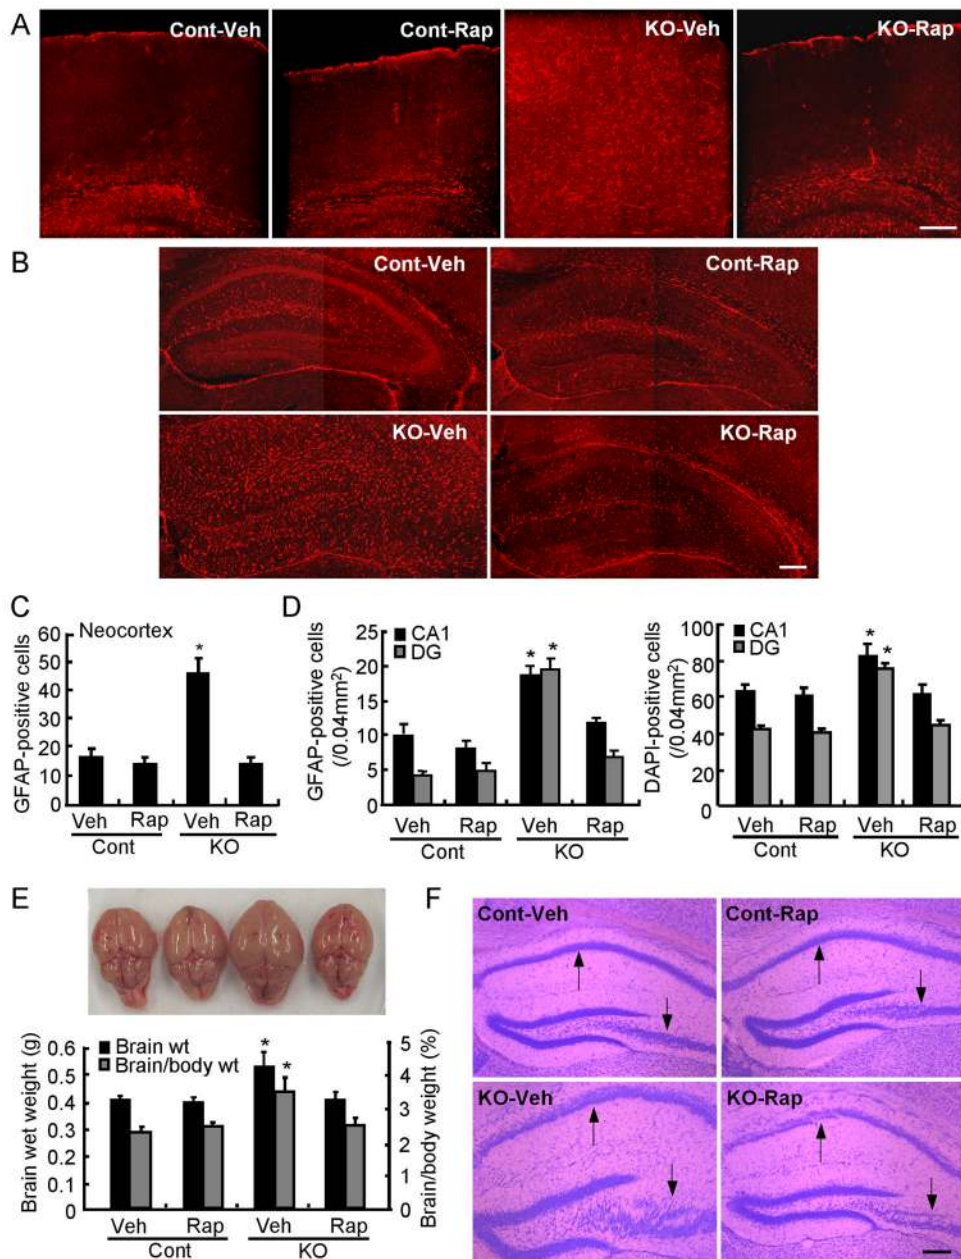 A
Cont-Veh
Cont-Rap
KO-Veh
KO-Rap
B
Cont-Veh
Cont-Rap
KO-Veh
KO-Rap
C
GFAP-positive cells
60
50
40
30
20
10
0
Neocortex
*
Veh Rap Veh Rap
Cont KO
D
GFAP-positive cells
(/0.04mm²)
25
20
15
10
5
0
CA1
DG
* *
Veh Rap Veh Rap
Cont KO
DAPI-positive cells
(/0.04mm²)
100
80
60
40
20
0
CA1
DG
* *
Veh Rap Veh Rap
Cont KO
E
Brain wet weight (g)
0.6
0.5
0.4
0.3
0.2
0.1
0
Brain wt
Brain/body wt
* *
5
4
3
2
1
0
Brain/body weight (%)
Veh Rap Veh Rap
Cont KO
F
Cont-Veh
Cont-Rap
KO-Veh
KO-Rap